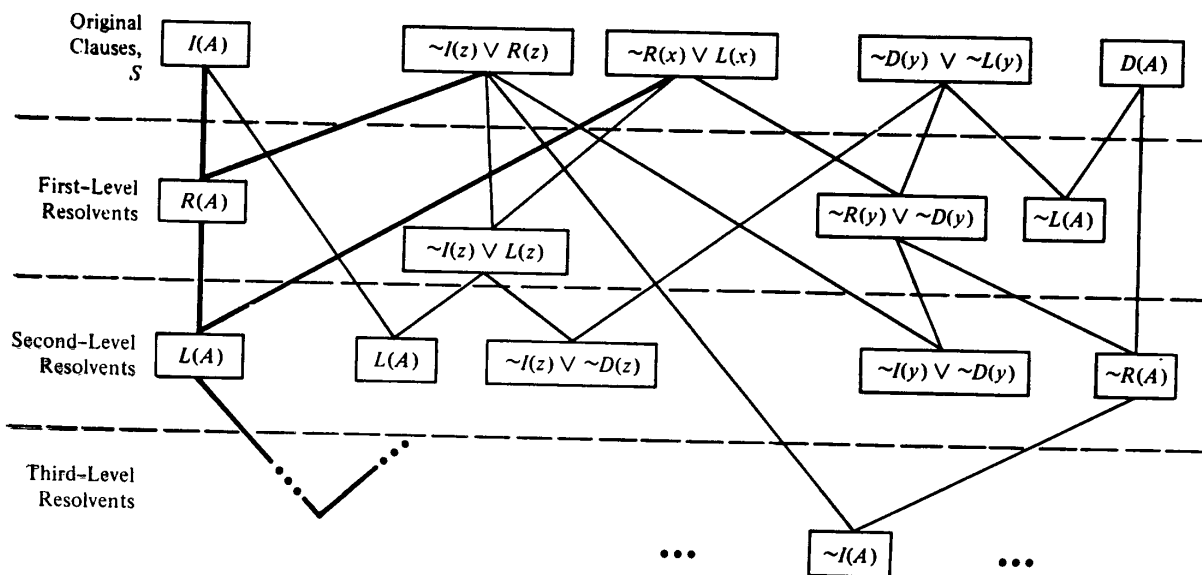 Original
Clauses,
S
I(A)
~I(z) ∨ R(z)
~R(x) ∨ L(x)
~D(y) ∨ ~L(y)
D(A)
First-Level
Resolvents
R(A)
~I(z) ∨ L(z)
~R(y) ∨ ~D(y)
~L(A)
Second-Level
Resolvents
L(A)
L(A)
~I(z) ∨ ~D(z)
~I(y) ∨ ~D(y)
~R(A)
Third-Level
Resolvents
•••
~I(A)
•••